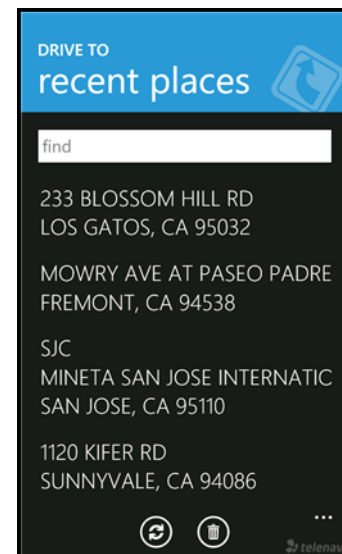 DRIVE TO
recent places
find
233 BLOSSOM HILL RD
LOS GATOS, CA 95032
MOWRY AVE AT PASEO PADRE
FREMONT, CA 94538
SJC
MINETA SAN JOSE INTERNATIC
SAN JOSE, CA 95110
1120 KIFER RD
SUNNYVALE, CA 94086
...
telenav